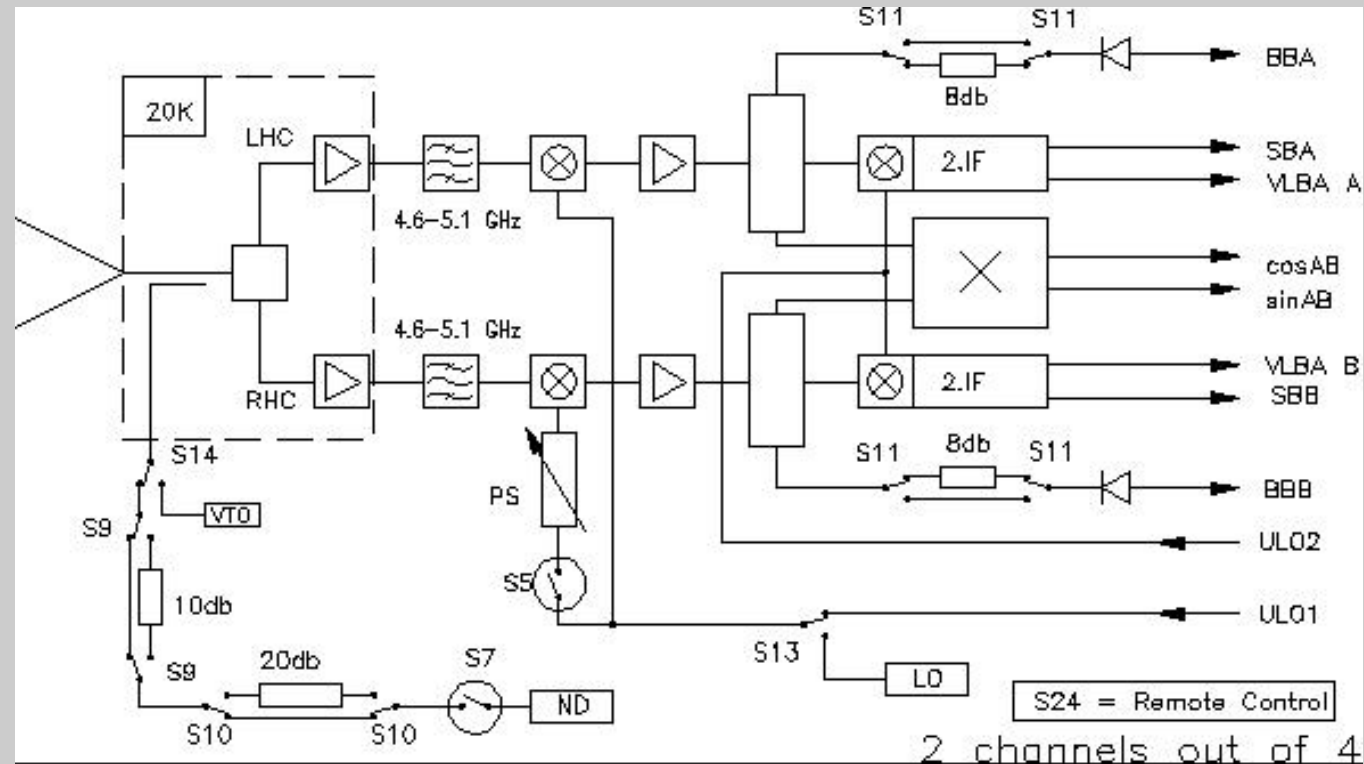 S11 S11
BBA
8db
20K
LHC
2.IF
SBA
VLBA A
4.6-5.1 GHz
cosAB
sinAB
4.6-5.1 GHz
RHC
2.IF
VLBA B
SBB
S14
S11 8db S11
PS
BBB
VTO
S9
ULO2
S5
10db
ULO1
S13
S9
20db
S7
LO
ND
S24 = Remote Control
S10 S10
2 channels out of 4